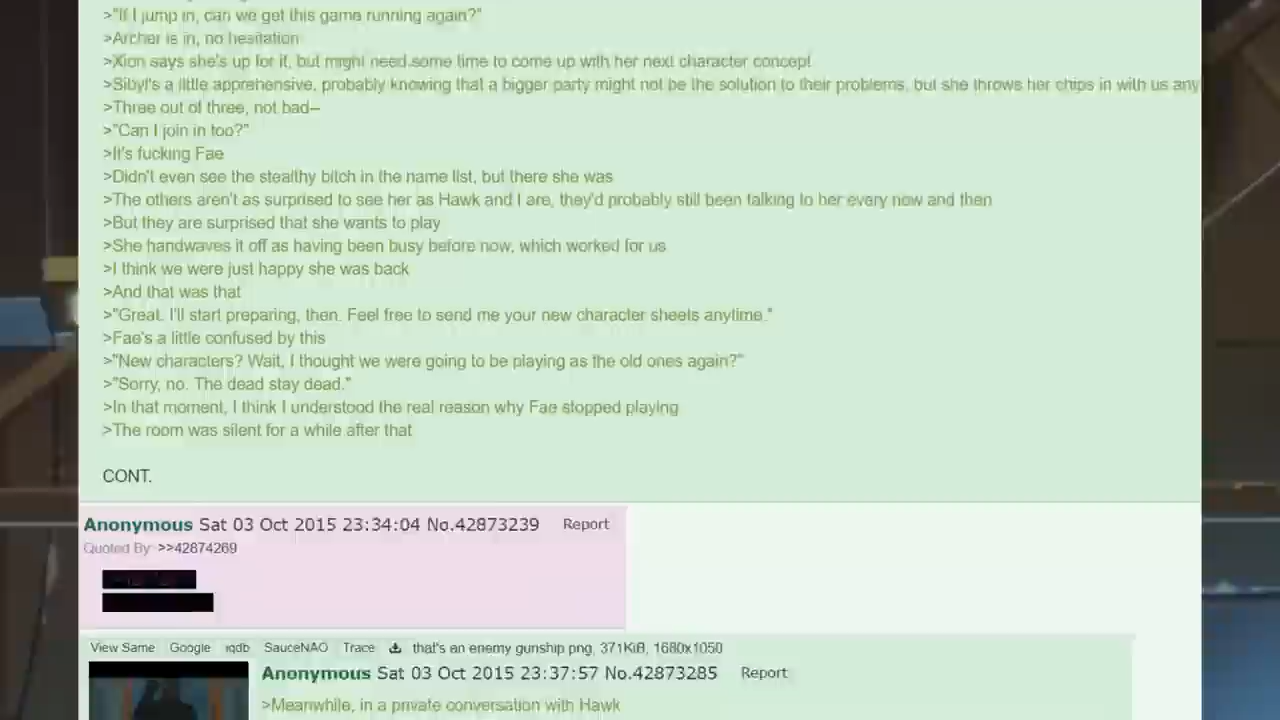 >"If I jump in, can we get this game running again?"
>Archer is in, no hesitation
>Xion says she's up for it, but might need some time to come up with her next character concept
>Sibyl's a little apprehensive, probably knowing that a bigger party might not be the solution to their problems, but she throws her chips in with us any
>Three out of three, not bad--
>"Can I join in too?"
>It's fucking Fae
>Didn't even see the stealthy bitch in the name list, but there she was
>The others aren't as surprised to see her as Hawk and I are, they'd probably still been talking to her every now and then
>But they are surprised that she wants to play
>She handwaves it off as having been busy before now, which worked for us
>I think we were just happy she was back
>And that was that
>"Great. I'll start preparing, then. Feel free to send me your new character sheets anytime."
>Fae's a little confused by this
>"New characters? Wait, I thought we were going to be playing as the old ones again?"
>"Sorry, no. The dead stay dead."
>In that moment, I think I understood the real reason why Fae stopped playing
>The room was silent for a while after that
CONT.
Anonymous Sat 03 Oct 2015 23:34:04 No.42873239 Report
Quoted By: >>42874269
View Same Google iqdb SauceNAO Trace that's an enemy gunship png, 371KiB, 1680x1050
Anonymous Sat 03 Oct 2015 23:37:57 No.42873285 Report
>Meanwhile, in a private conversation with Hawk